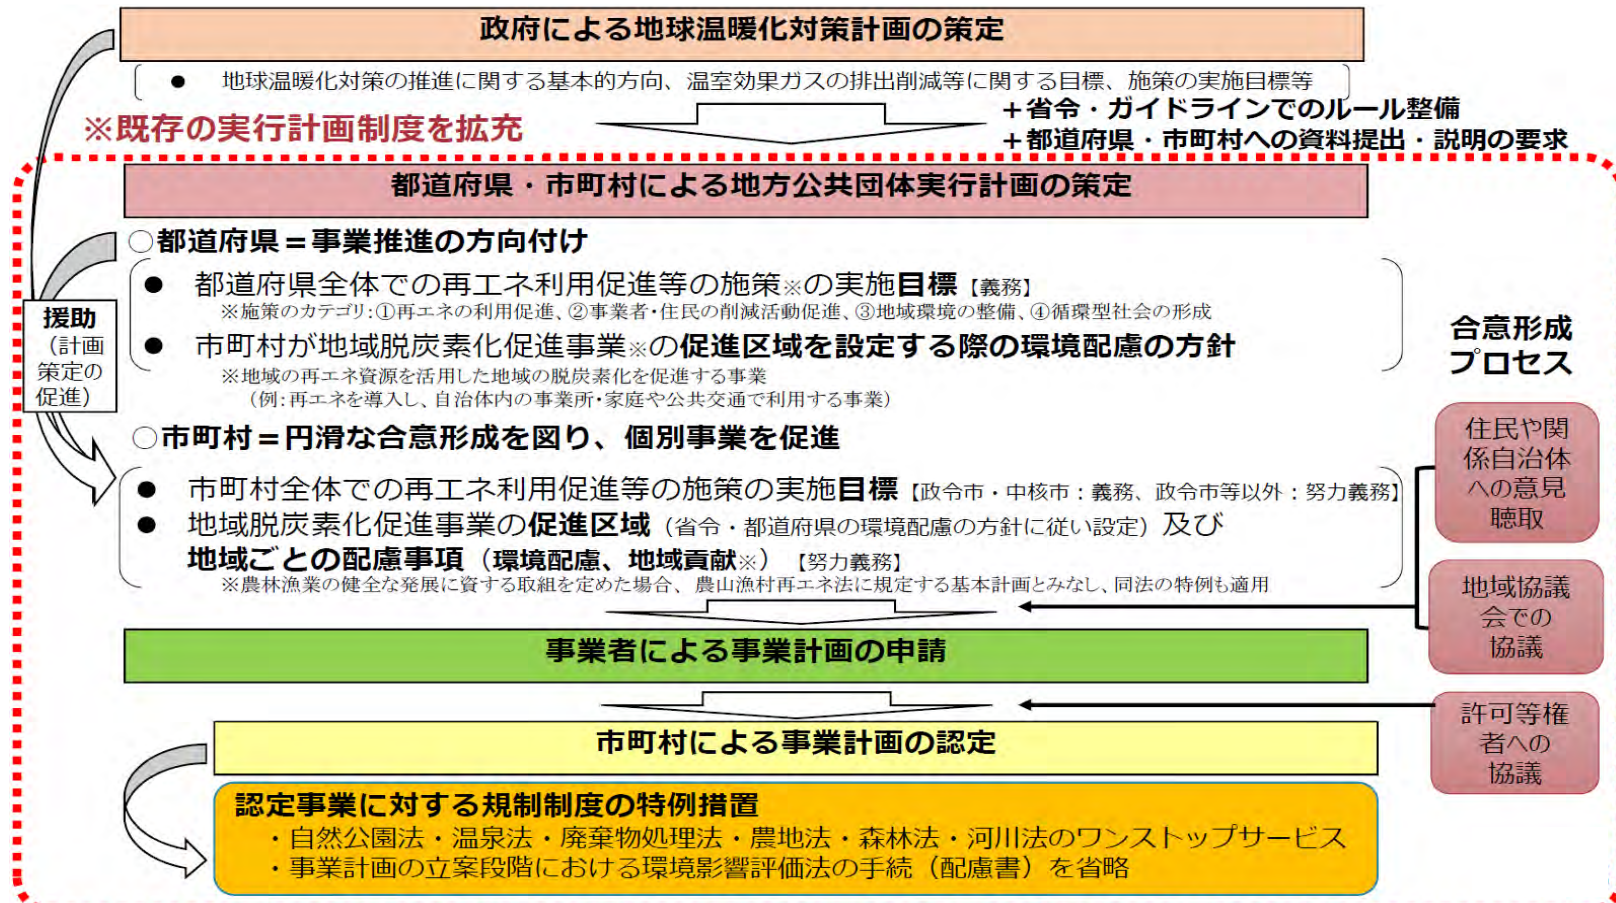 政府による地球温暖化対策計画の策定
● 地球温暖化対策の推進に関する基本的方向、温室効果ガスの排出削減等に関する目標、施策の実施目標等
+省令・ガイドラインでのルール整備
+都道府県・市町村への資料提出・説明の要求
※既存の実行計画制度を拡充
都道府県・市町村による地方公共団体実行計画の策定
○都道府県=事業推進の方向付け
● 都道府県全体での再エネ利用促進等の施策※の実施目標【義務】
※施策のカテゴリ:①再エネの利用促進、②事業者・住民の削減活動促進、③地域環境の整備、④循環型社会の形成
● 市町村が地域脱炭素化促進事業※の促進区域を設定する際の環境配慮の方針
※地域の再エネ資源を活用した地域の脱炭素化を促進する事業
(例:再エネを導入し、自治体内の事業所・家庭や公共交通で利用する事業)
援助
(計画
策定の
促進)
○市町村=円滑な合意形成を図り、個別事業を促進
● 市町村全体での再エネ利用促進等の施策の実施目標【政令市・中核市:義務、政令市等以外:努力義務】
● 地域脱炭素化促進事業の促進区域(省令・都道府県の環境配慮の方針に従い設定)及び
地域ごとの配慮事項(環境配慮、地域貢献※)【努力義務】
※農林漁業の健全な発展に資する取組を定めた場合、農山漁村再エネ法に規定する基本計画とみなし、同法の特例も適用
合意形成
プロセス
住民や関
係自治体
への意見
聴取
地域協議
会での
協議
許可等権
者への
協議
事業者による事業計画の申請
市町村による事業計画の認定
認定事業に対する規制制度の特例措置
・自然公園法・温泉法・廃棄物処理法・農地法・森林法・河川法のワンストップサービス
・事業計画の立案段階における環境影響評価法の手続(配慮書)を省略